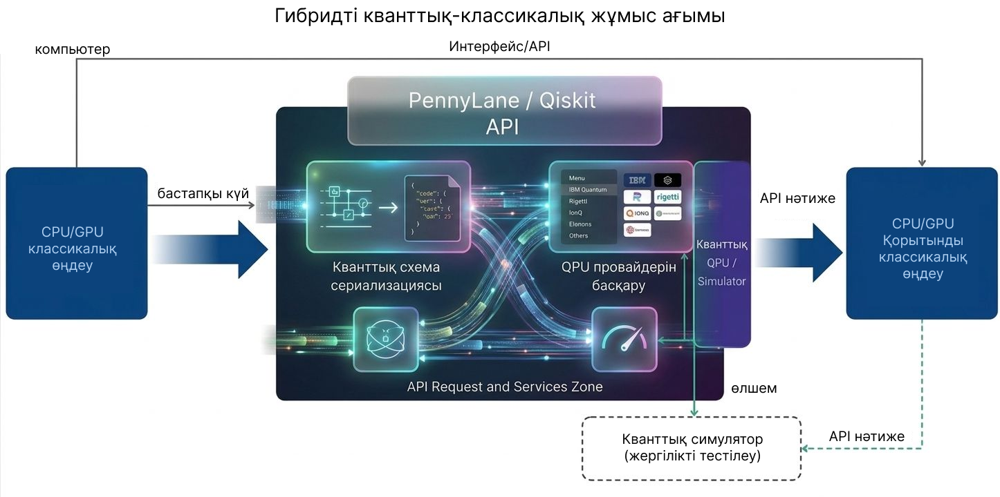 Гибридті кванттық-классикалық жұмыс ағымы
компьютер
Интерфейс/API
PennyLane / Qiskit
API
бастапқы күй
CPU/GPU
классикалық
өңдеу
{
"code": {
Кванттық схема
сериализациясы
Menu
IBM Quantum
Rigetti
IonQ
Elonons
Others
IBM
rigetti
IONQ
QPU провайдерін
басқару
Кванттық
QPU /
Simulator
API нәтиже
CPU/GPU
Қорытынды
классикалық
өңдеу
API Request and Services Zone
өлшем
Кванттық симулятор
(жергілікті тестілеу)
API нәтиже